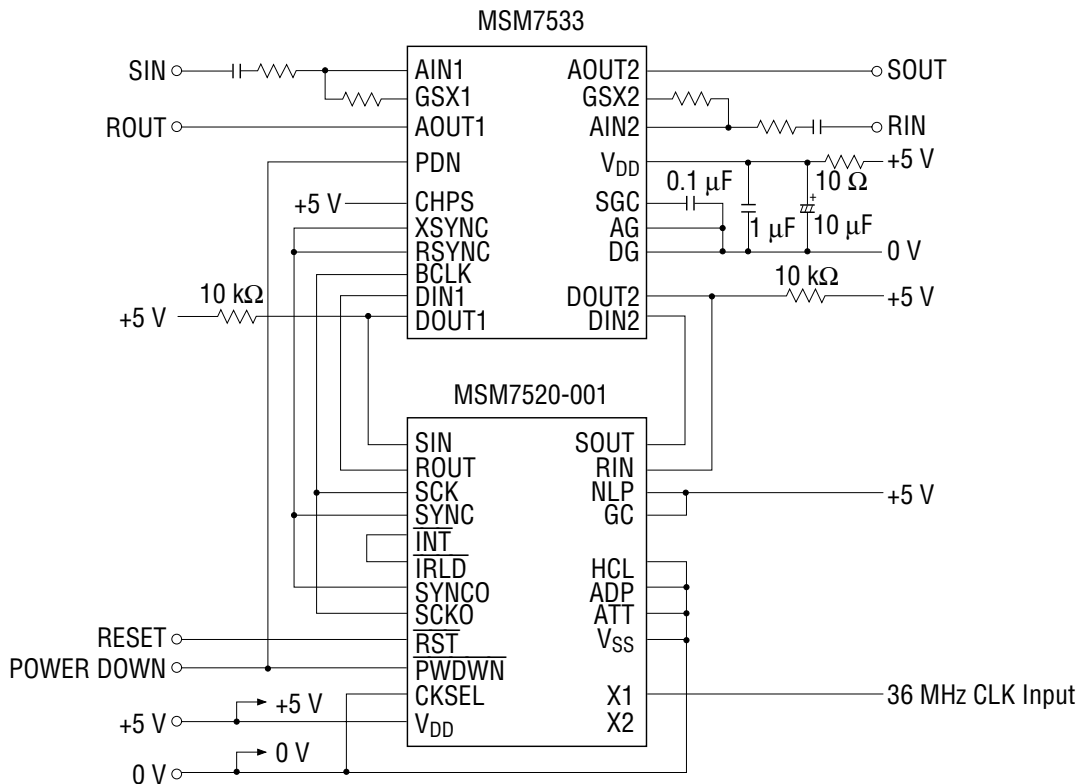 MSM7533
SIN
AIN1
AOUT2
SOUT
GSX1
GSX2
ROUT
AOUT1
AIN2
RIN
PDN
VDD
10 Ω
+5 V
0.1 μF
+5 V
CHPS
SGC
+
XSYNC
AG
1 μF
10 μF
RSYNC
DG
0 V
BCLK
10 kΩ
DIN1
DOUT2
10 kΩ
+5 V
+5 V
DOUT1
DIN2
MSM7520-001
SIN
SOUT
ROUT
RIN
SCK
NLP
+5 V
SYNC
GC
INT
IRLD
HCL
SYNCO
ADP
SCKO
ATT
RESET
RST
VSS
POWER DOWN
PWDWN
CKSEL
X1
36 MHz CLK Input
+5 V
+5 V
VDD
X2
0 V
0 V